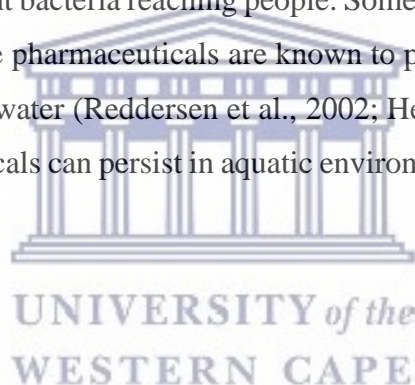 t bacteria reaching people. Some
e pharmaceuticals are known to p
water (Reddersen et al., 2002; He
cals can persist in aquatic environ
UNIVERSITY of the
WESTERN CAPE